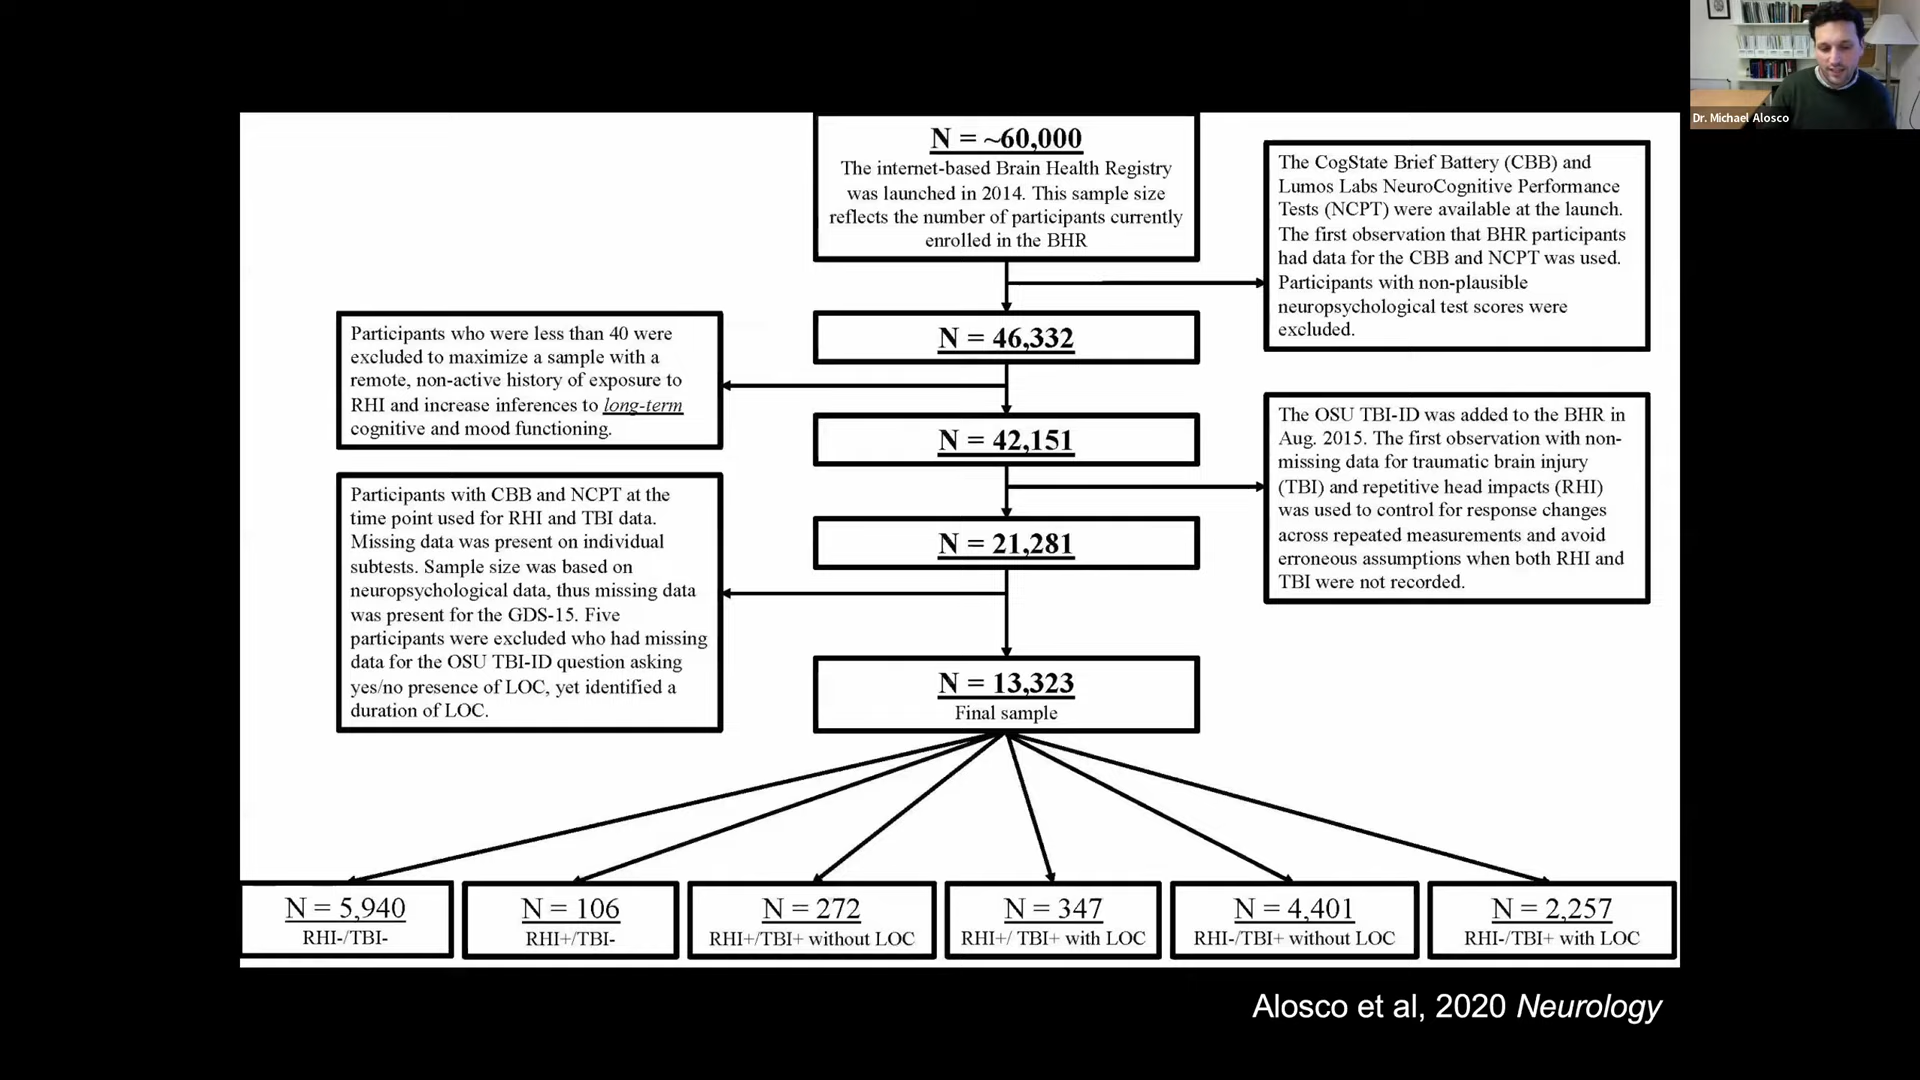 Dr. Michael Alosco
N = ~60,000
The internet-based Brain Health Registry
was launched in 2014. This sample size
reflects the number of participants currently
enrolled in the BHR
The CogState Brief Battery (CBB) and
Lumos Labs NeuroCognitive Performance
Tests (NCPT) were available at the launch.
The first observation that BHR participants
had data for the CBB and NCPT was used.
Participants with non-plausible
neuropsychological test scores were
excluded.
N = 46,332
Participants who were less than 40 were
excluded to maximize a sample with a
remote, non-active history of exposure to
RHI and increase inferences to long-term
cognitive and mood functioning.
N = 42,151
The OSU TBI-ID was added to the BHR in
Aug. 2015. The first observation with non-
missing data for traumatic brain injury
(TBI) and repetitive head impacts (RHI)
was used to control for response changes
across repeated measurements and avoid
erroneous assumptions when both RHI and
TBI were not recorded.
N = 21,281
Participants with CBB and NCPT at the
time point used for RHI and TBI data.
Missing data was present on individual
subtests. Sample size was based on
neuropsychological data, thus missing data
was present for the GDS-15. Five
participants were excluded who had missing
data for the OSU TBI-ID question asking
yes/no presence of LOC, yet identified a
duration of LOC.
N = 13,323
Final sample
N = 5,940
RHI-/TBI-
N = 106
RHI+/TBI-
N = 272
RHI+/TBI+ without LOC
N = 347
RHI+/ TBI+ with LOC
N = 4,401
RHI-/TBI+ without LOC
N = 2,257
RHI-/TBI+ with LOC
Alosco et al, 2020 Neurology